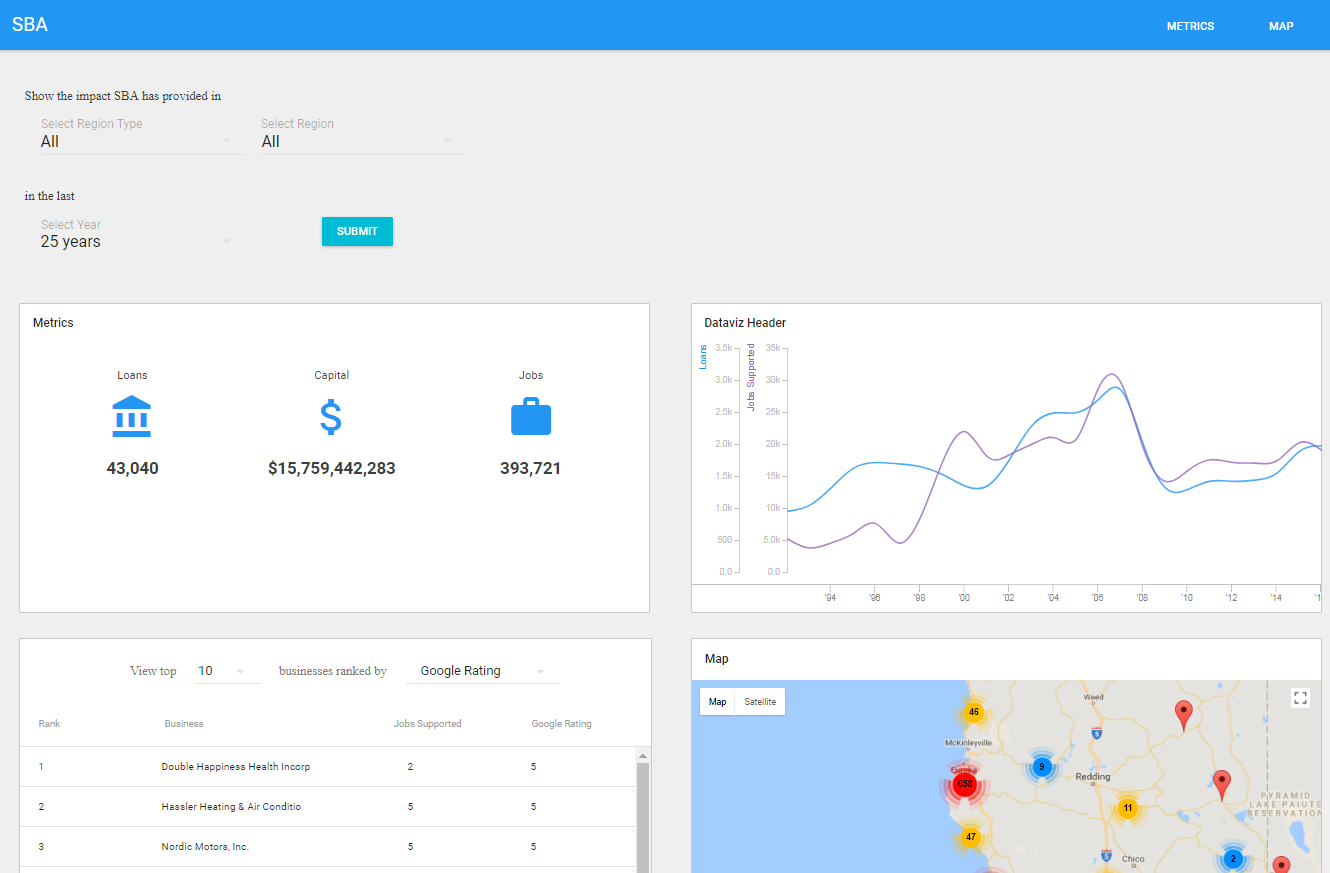 SBA
METRICS MAP
Show the impact SBA has provided in
Select Region Type Select Region
All All
in the last
Select Year
25 years
SUBMIT
Metrics
Loans Capital Jobs
43,040 $15,759,442,283 393,721
Dataviz Header
Loans
3.5k
3.0k
2.5k
2.0k
1.5k
1.0k
500
0.0
Jobs Supported
35k
30k
25k
20k
15k
10k
5.0k
0.0
'94 '96 '98 '00 '02 '04 '06 '08 '10 '12 '14
View top 10 businesses ranked by Google Rating
Rank Business Jobs Supported Google Rating
1 Double Happiness Health Incorp 2 5
2 Hassler Heating & Air Conditio 5 5
3 Nordic Motors, Inc. 5 5
Map
Map Satellite
Weed
46
5
McKinleyville
9
Eureka
658
Redding
11
PYRAMID
LAKE PAIUTE
RESERVATION
47
5
Chico
2